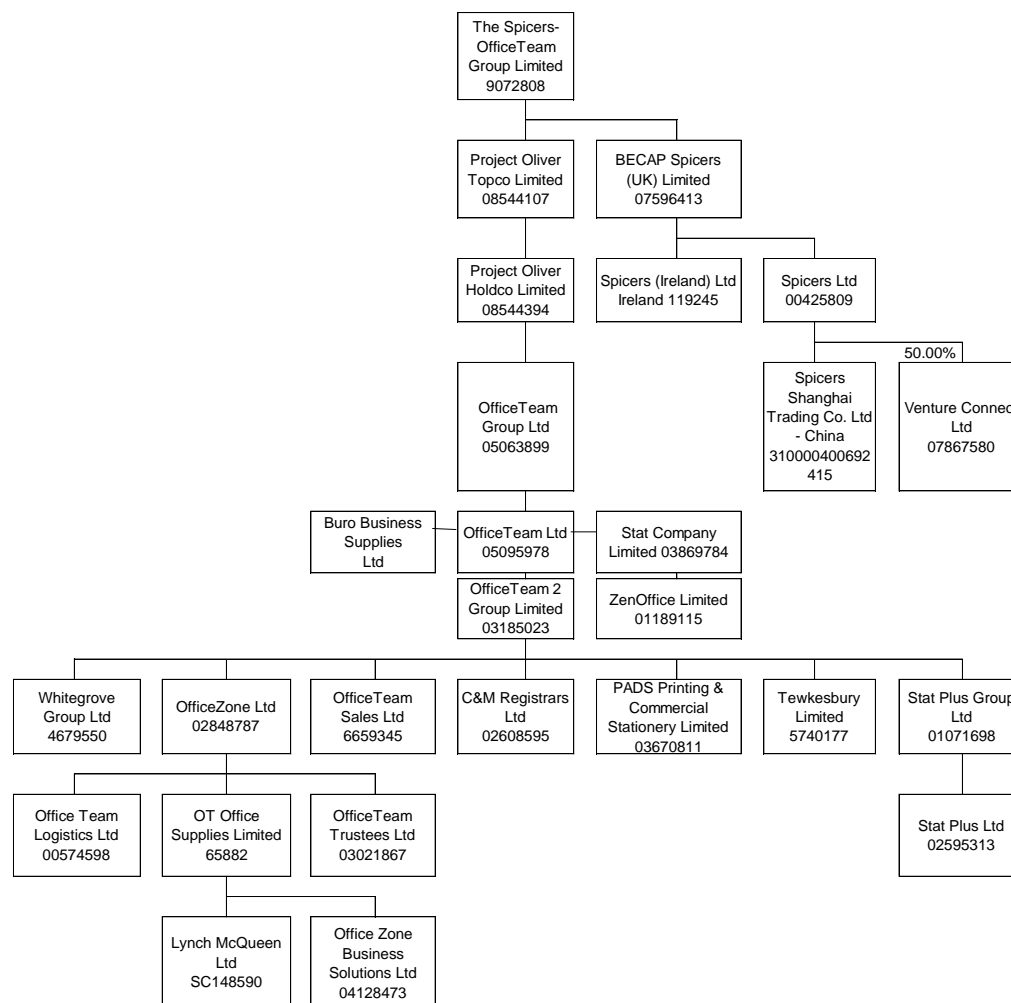 The Spicers-
OfficeTeam
Group Limited
9072808
Project Oliver
Topco Limited
08544107
BECAP Spicers
(UK) Limited
07596413
Project Oliver
Holdco Limited
08544394
Spicers (Ireland) Ltd
Ireland 119245
Spicers Ltd
00425809
50.00%
OfficeTeam
Group Ltd
05063899
Spicers
Shanghai
Trading Co. Ltd
- China
310000400692
415
Venture Connec
Ltd
07867580
Buro Business
Supplies
Ltd
OfficeTeam Ltd
05095978
Stat Company
Limited 03869784
OfficeTeam 2
Group Limited
03185023
ZenOffice Limited
01189115
Whitegrove
Group Ltd
4679550
OfficeZone Ltd
02848787
OfficeTeam
Sales Ltd
6659345
C&M Registrars
Ltd
02608595
PADS Printing &
Commercial
Stationery Limited
03670811
Tewkesbury
Limited
5740177
Stat Plus Group
Ltd
01071698
Office Team
Logistics Ltd
00574598
OT Office
Supplies Limited
65882
OfficeTeam
Trustees Ltd
03021867
Stat Plus Ltd
02595313
Lynch McQueen
Ltd
SC148590
Office Zone
Business
Solutions Ltd
04128473